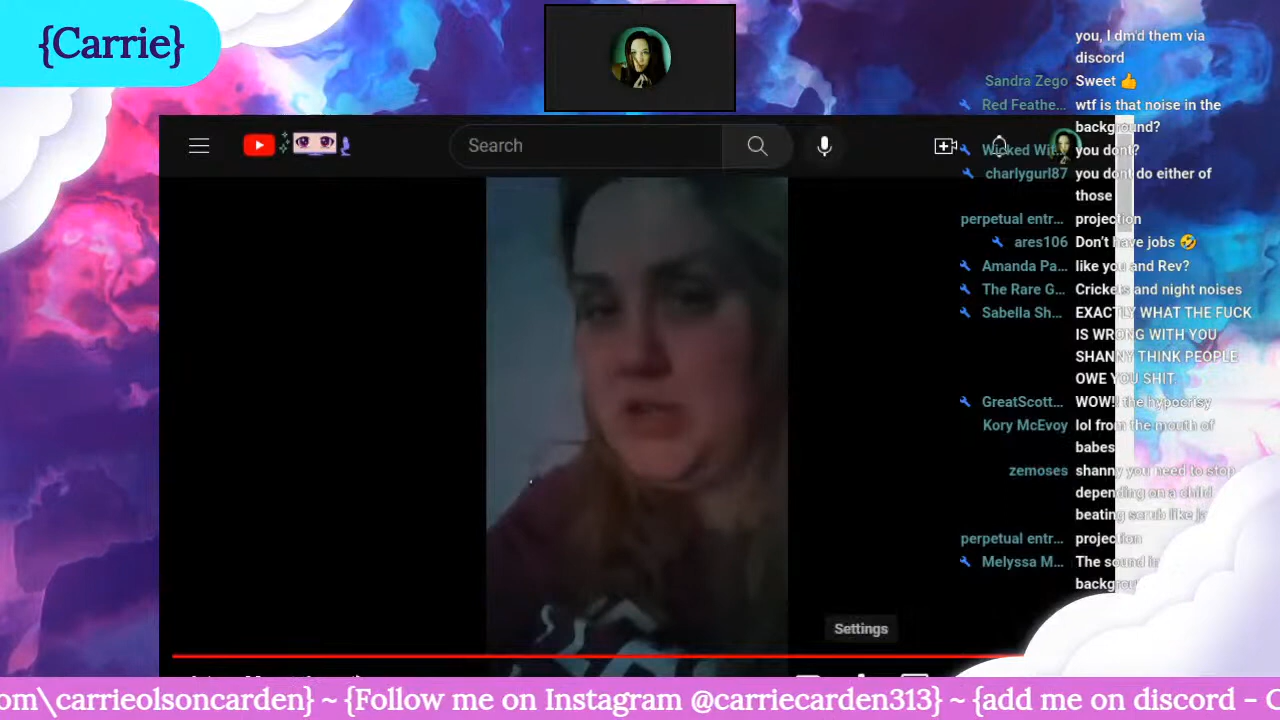 {Carrie}
Search
you, I dm'd them via
discord
Sandra Zego Sweet 👍
Red Feathe... wtf is that noise in the
background?
Wicked Wit... you dont?
charlygurl87 you dont do either of
those
perpetual entr... projection
ares106 Don't have jobs 🤣
Amanda Pa... like you and Rev?
The Rare G... Crickets and night noises
Sabella Sh... EXACTLY WHAT THE FUCK
IS WRONG WITH YOU
SHANNY THINK PEOPLE
OWE YOU SHIT
GreatScott... WOW!! the hypocrisy
Kory McEvoy lol from the mouth of
babes
zemoses shanny you need to stop
depending on a child
beating scrub like
perpetual entr... projection
Melyssa M... The sound
Settings
om\carrieolsoncarden} ~ {Follow me on Instagram @carriecarden313} ~ {add me on discord - C